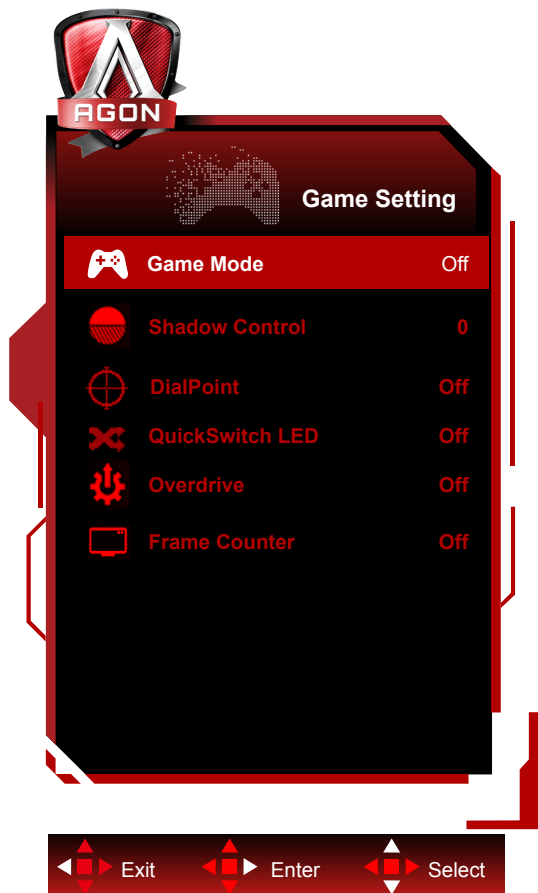 AGON
Game Setting
Game Mode Off
Shadow Control 0
DialPoint Off
QuickSwitch LED Off
Overdrive Off
Frame Counter Off
Exit Enter Select